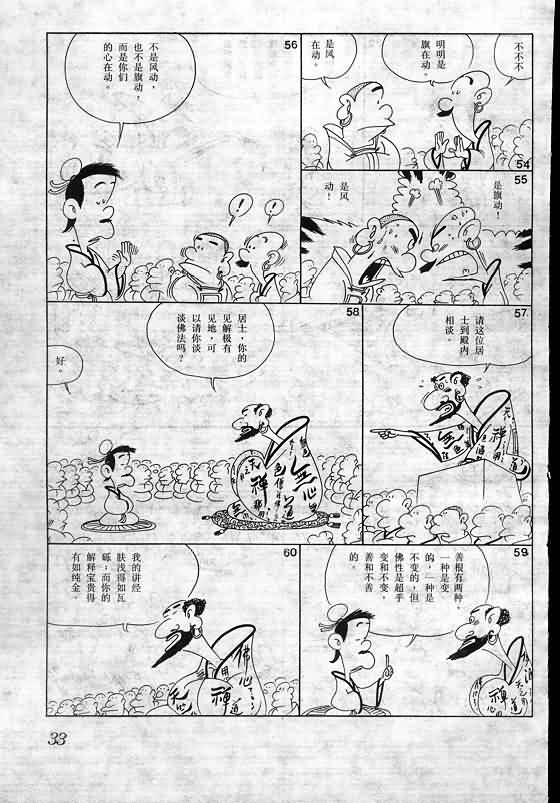 不不不
明明是
旗在动。
是风
在动。
54
55
是旗动！
是风
动！
56
不是风动，
也不是旗动，
而是你们
的心在动。
57
请这位居
士到殿内
相谈。
58
居士，你的
见解极有
见地，可
以请你谈
谈佛法吗？
好。
59
善根有两种，
一种是变
的，一种是
不变的，但
佛性是超乎
变和不变，
善和不善
的。
60
我的讲经
肤浅得如瓦
砾；而你的
解释宝贵得
有如纯金。
33